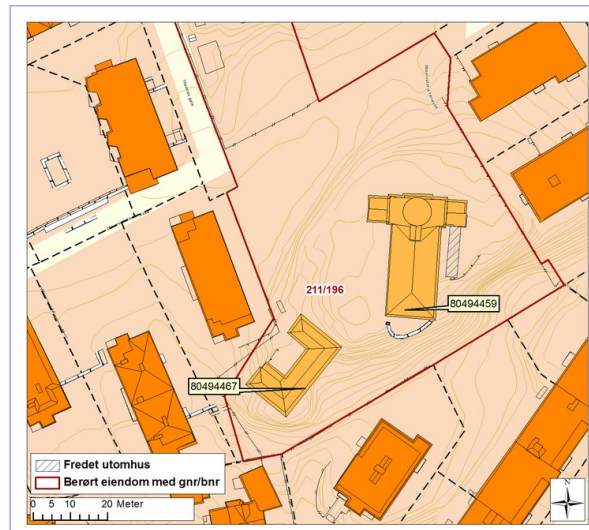 211/196
80494459
80494467
Fredet utomhus
Berørt eiendom med gnr/bnr
0 5 10 20 Meter
N